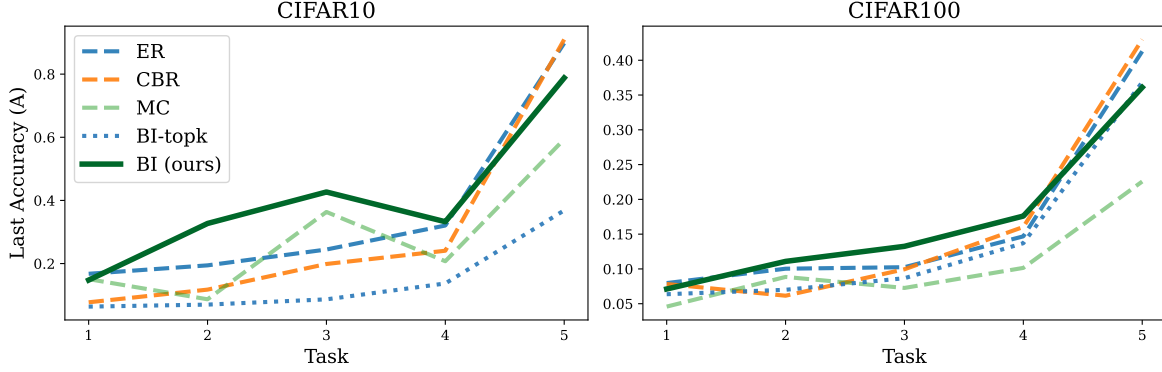 CIFAR10
Last Accuracy (A)
0.8
0.6
0.4
0.2
ER
CBR
MC
BI-topk
BI (ours)
1 2 3 4 5
Task
CIFAR100
0.40
0.35
0.30
0.25
0.20
0.15
0.10
0.05
1 2 3 4 5
Task